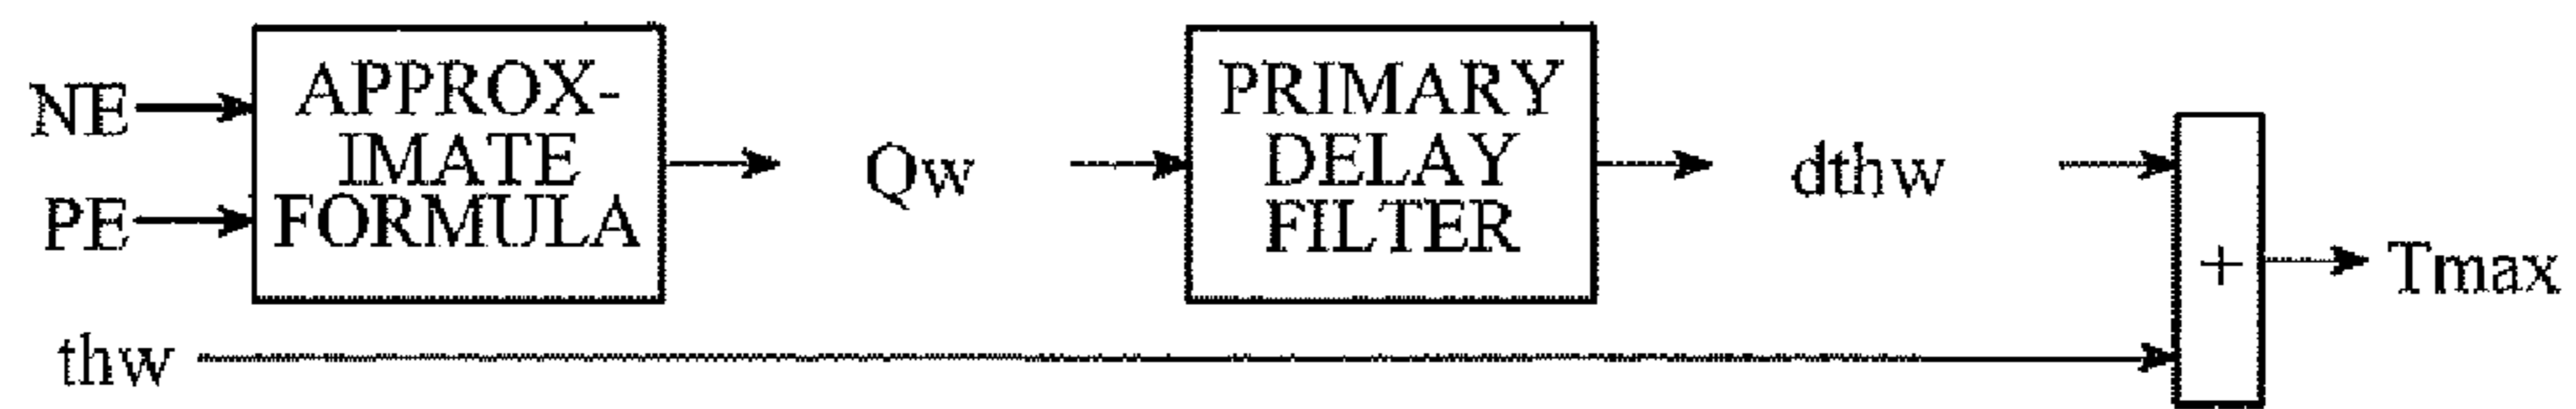 NE
PE
APPROX-
IMATE
FORMULA
Qw
PRIMARY
DELAY
FILTER
dthw
+
Tmax
thw